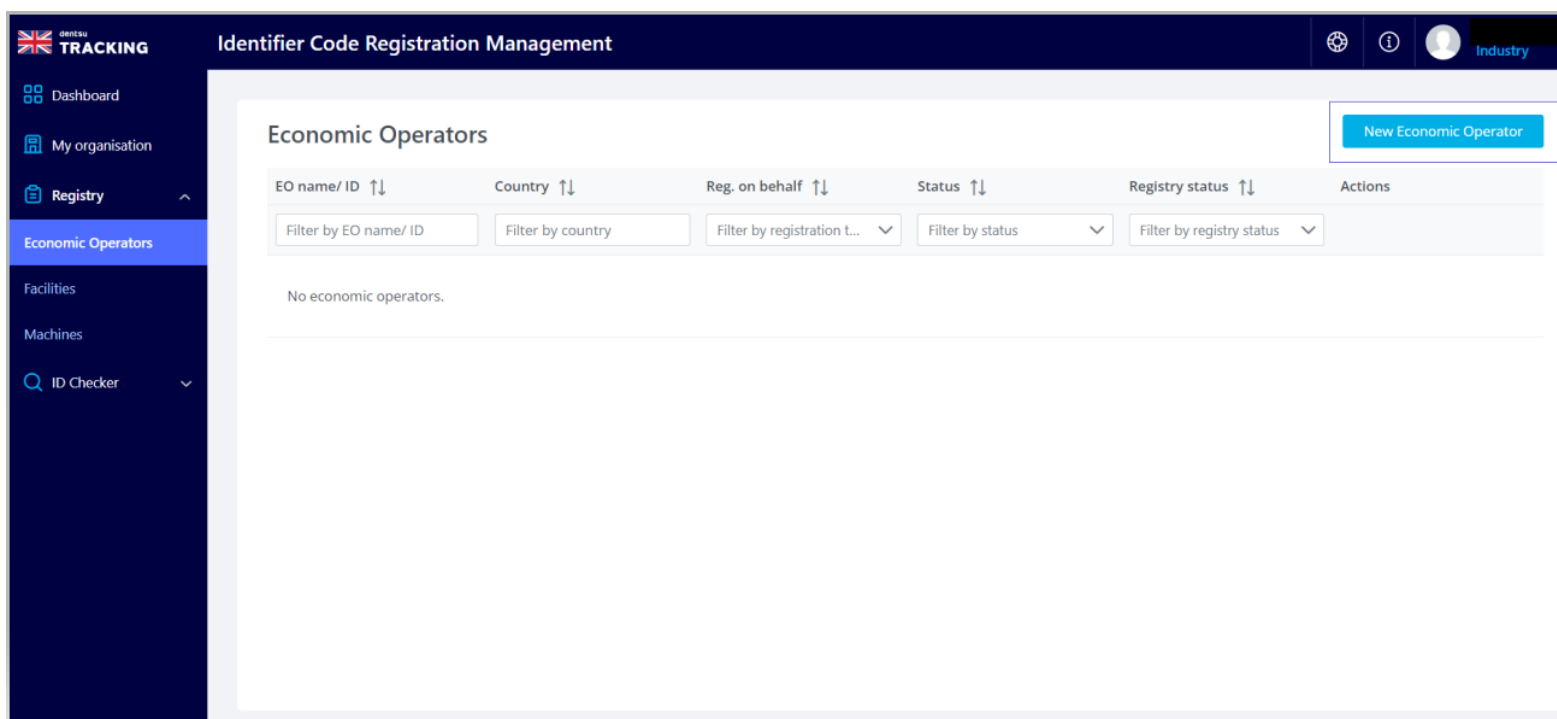 dentsu
TRACKING
Identifier Code Registration Management
Industry
Dashboard
My organisation
Registry
Economic Operators
Facilities
Machines
ID Checker
Economic Operators
New Economic Operator
EO name/ ID
Country
Reg. on behalf
Status
Registry status
Actions
Filter by EO name/ ID
Filter by country
Filter by registration t...
Filter by status
Filter by registry status
No economic operators.